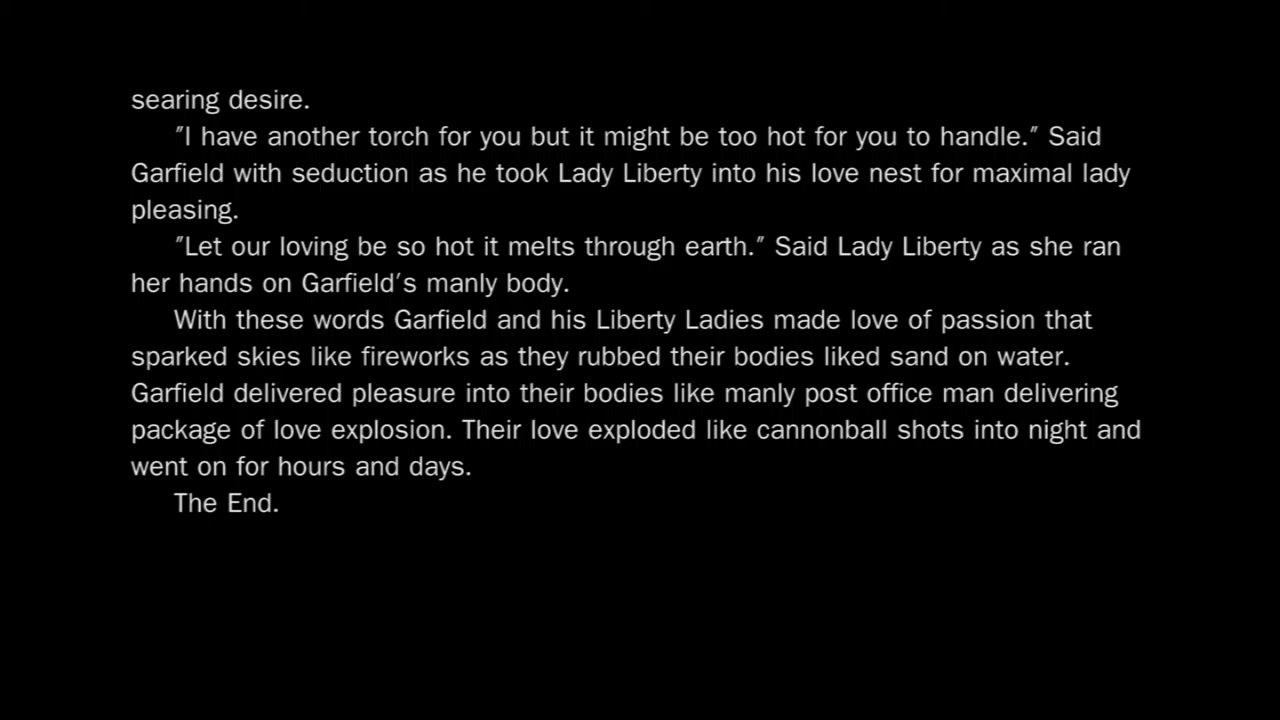 searing desire.
"I have another torch for you but it might be too hot for you to handle." Said
Garfield with seduction as he took Lady Liberty into his love nest for maximal lady
pleasing.
"Let our loving be so hot it melts through earth." Said Lady Liberty as she ran
her hands on Garfield's manly body.
With these words Garfield and his Liberty Ladies made love of passion that
sparked skies like fireworks as they rubbed their bodies liked sand on water.
Garfield delivered pleasure into their bodies like manly post office man delivering
package of love explosion. Their love exploded like cannonball shots into night and
went on for hours and days.
The End.